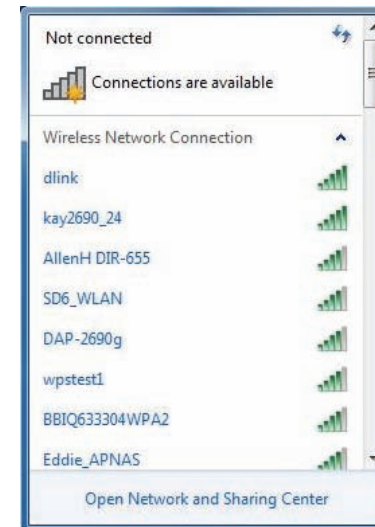 Not connected
Connections are available
Wireless Network Connection
dlink
kay2690_24
AllenH DIR-655
SD6_WLAN
DAP-2690g
wpstest1
BBIQ633304WPA2
Eddie_APNAS
Open Network and Sharing Center